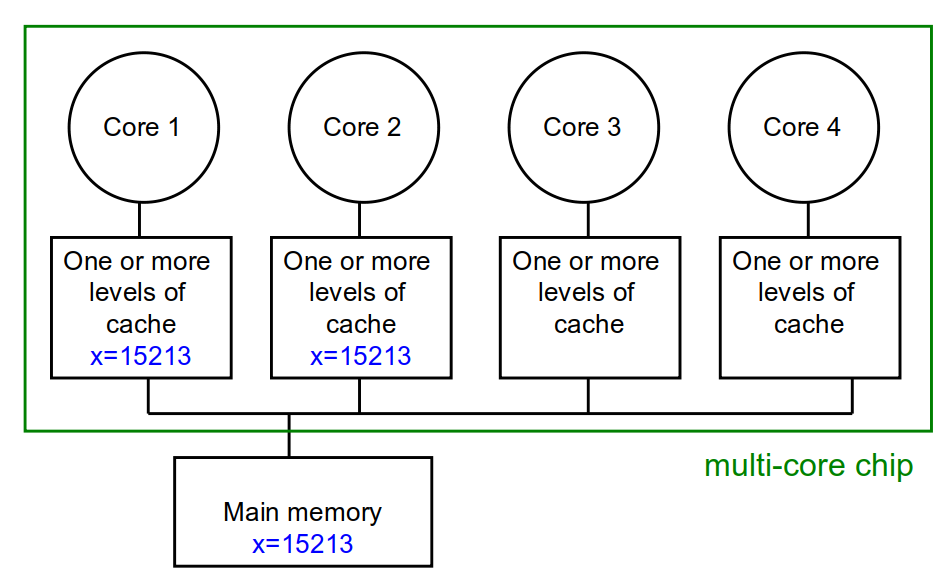 Core 1
Core 2
Core 3
Core 4
One or more
levels of
cache
x=15213
One or more
levels of
cache
x=15213
One or more
levels of
cache
One or more
levels of
cache
multi-core chip
Main memory
x=15213